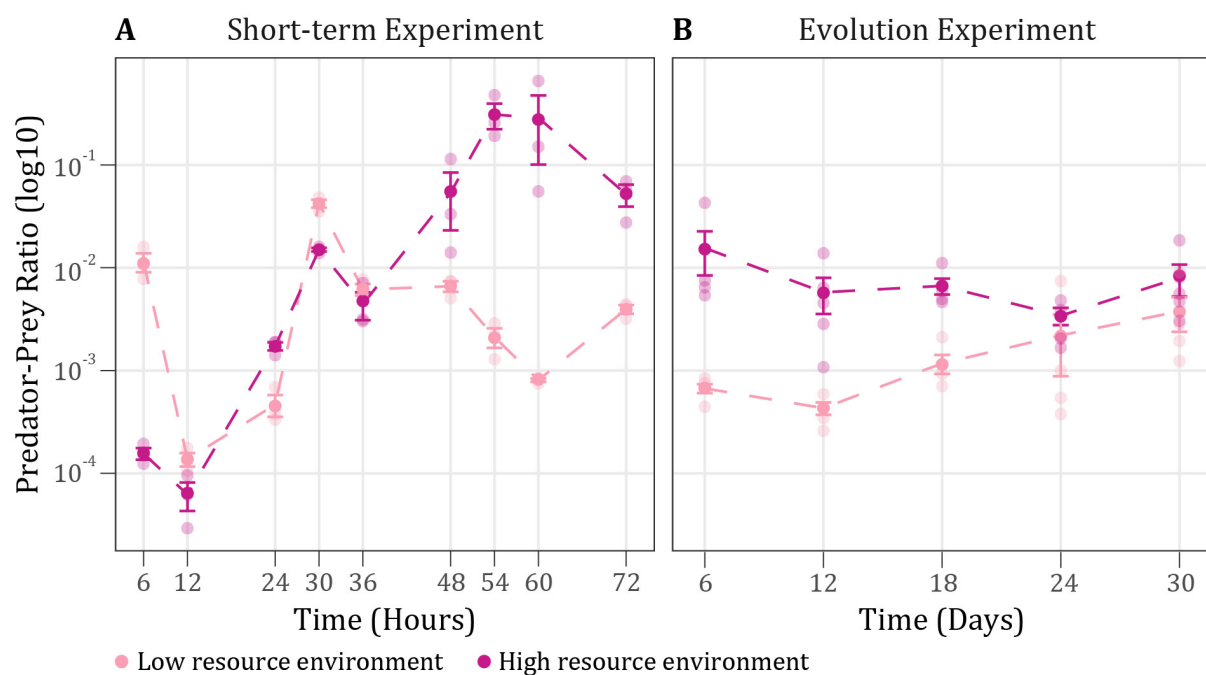 A Short-term Experiment
B Evolution Experiment
Predator-Prey Ratio (log10)
10⁻¹
10⁻²
10⁻³
10⁻⁴
6 12 24 30 36 48 54 60 72
6 12 18 24 30
Time (Hours)
Time (Days)
Low resource environment
High resource environment